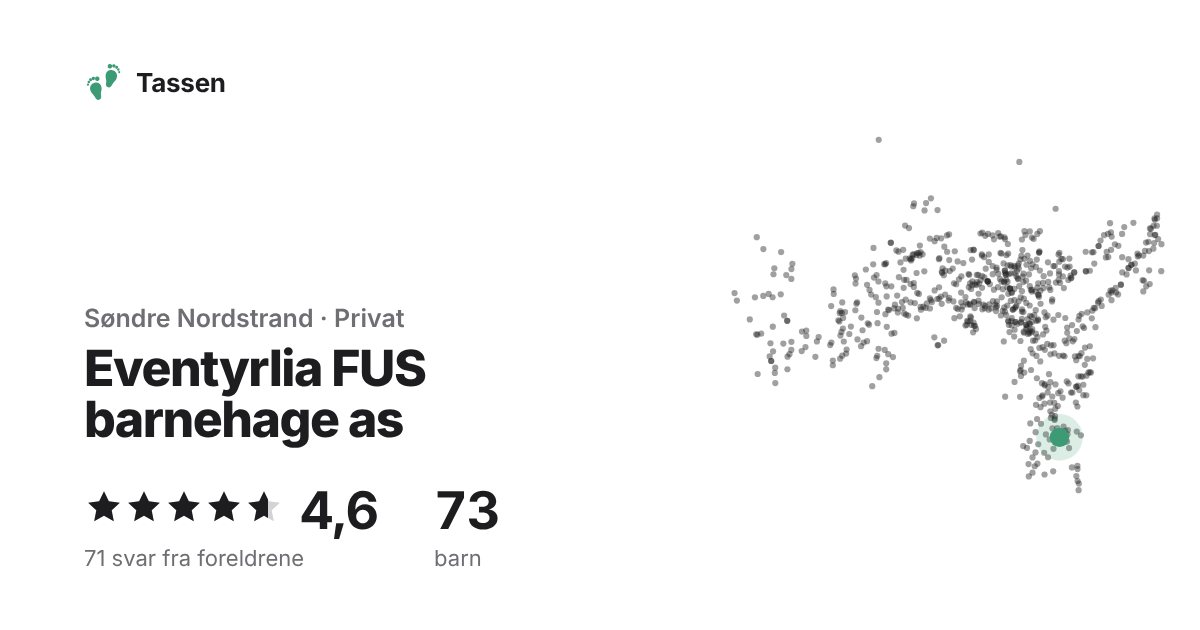 Tassen
Søndre Nordstrand · Privat
Eventyrlia FUS
barnehage as
4,6
71 svar fra foreldrene
73
barn